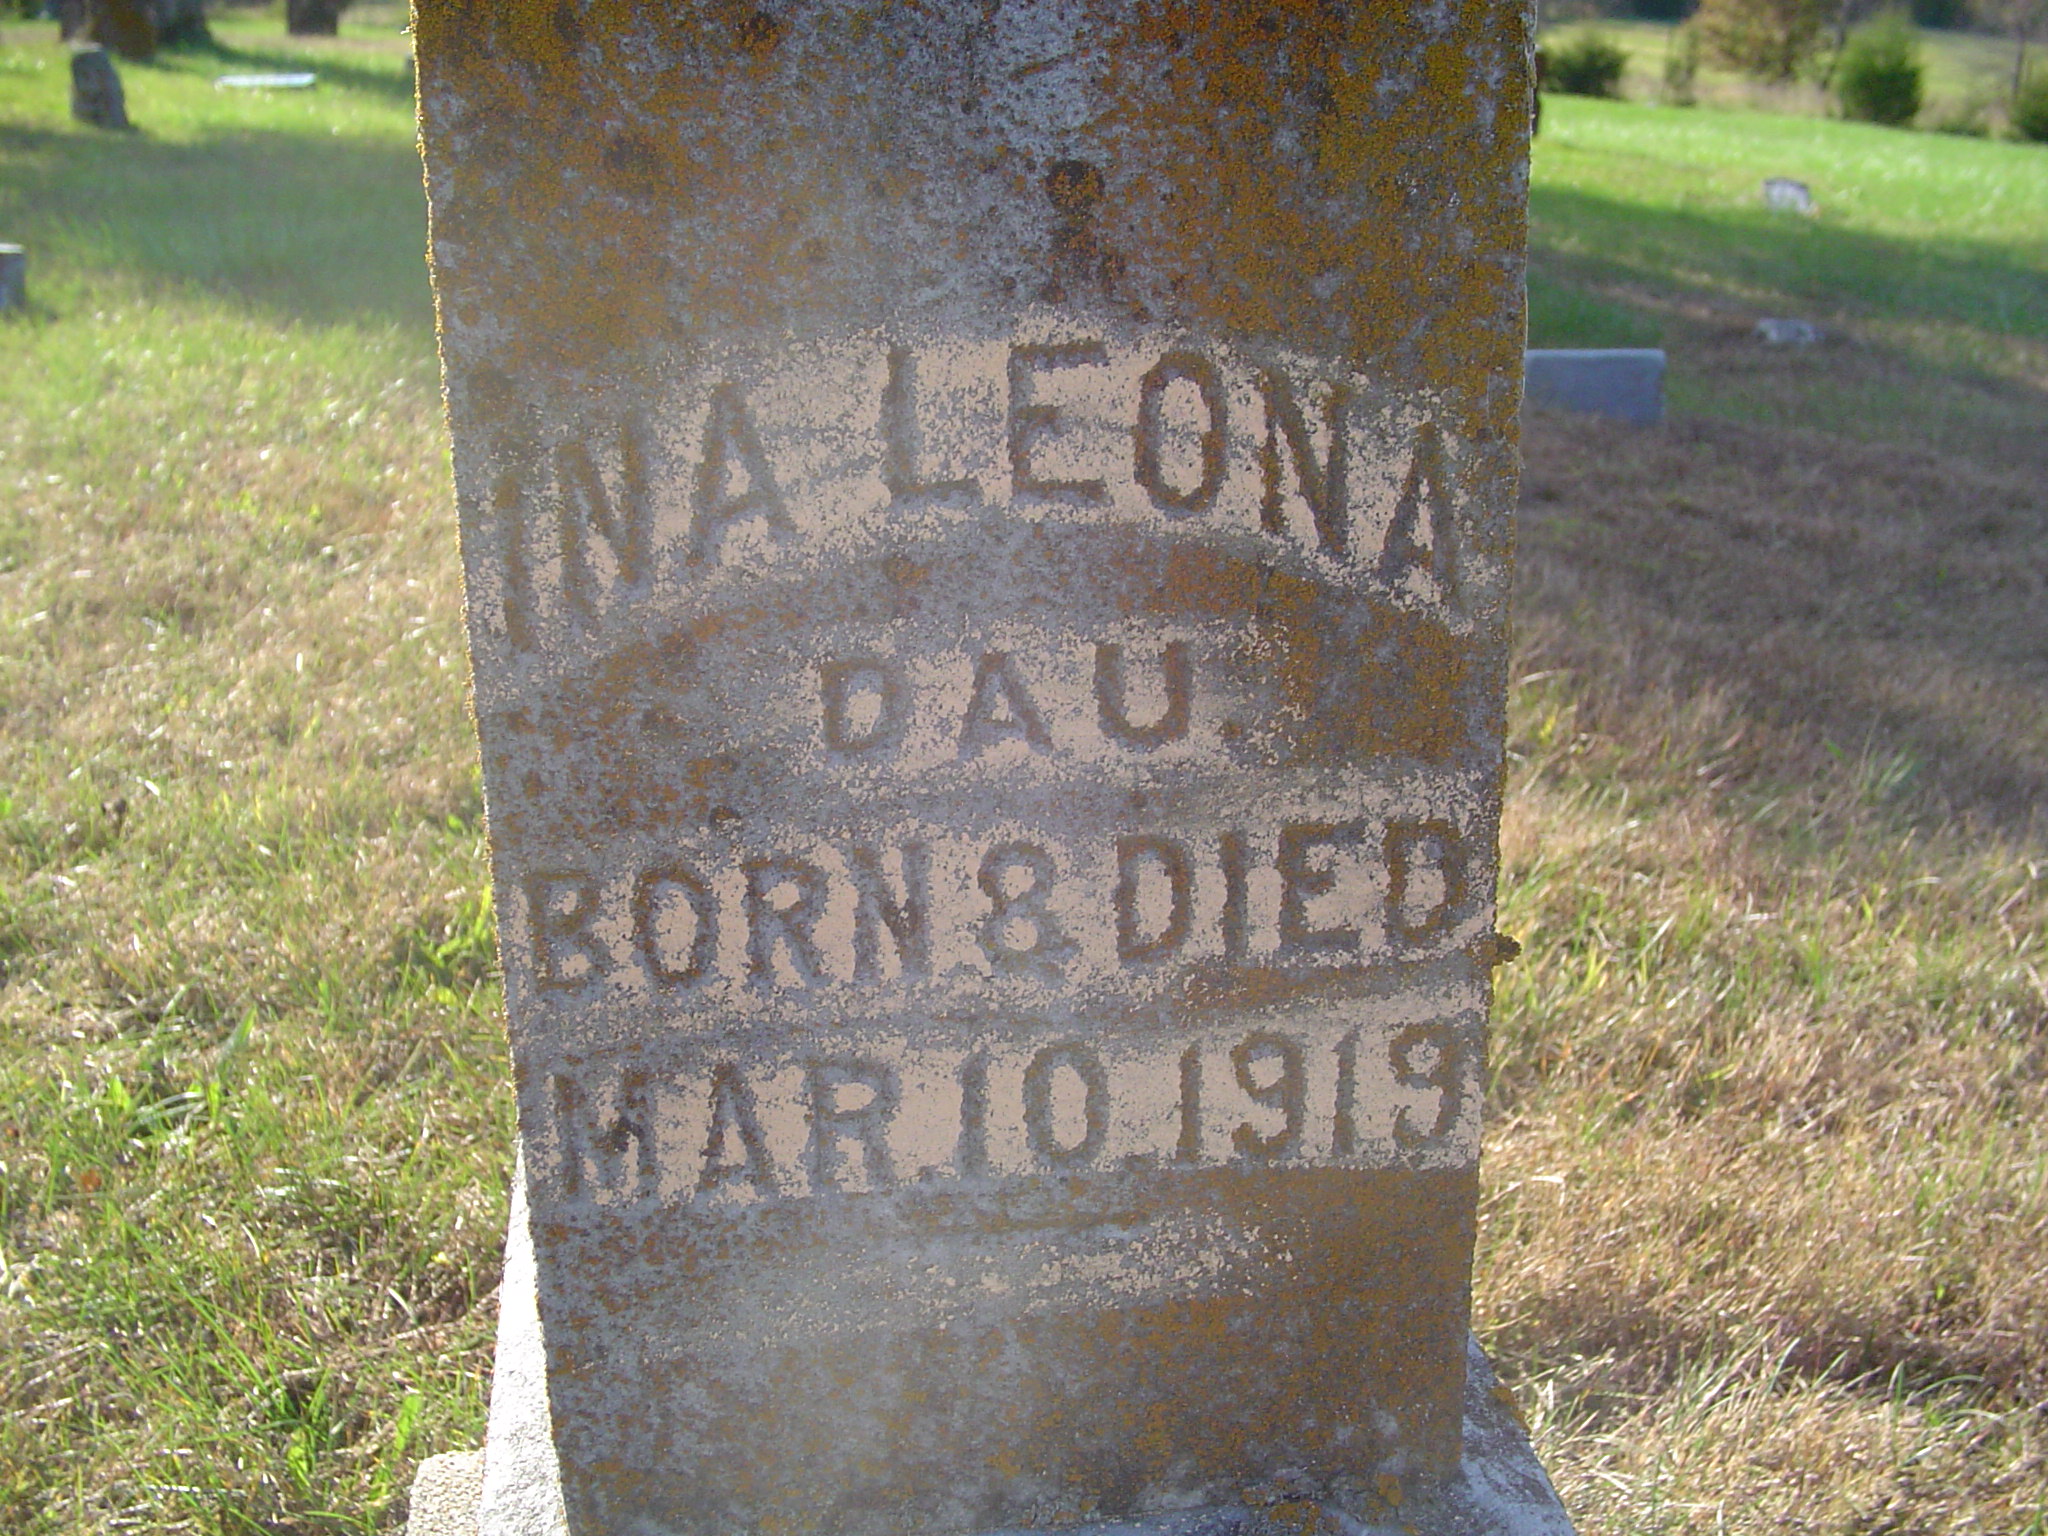 INA LEONA
DAU.
BORN & DIED
MAR. 10. 1919